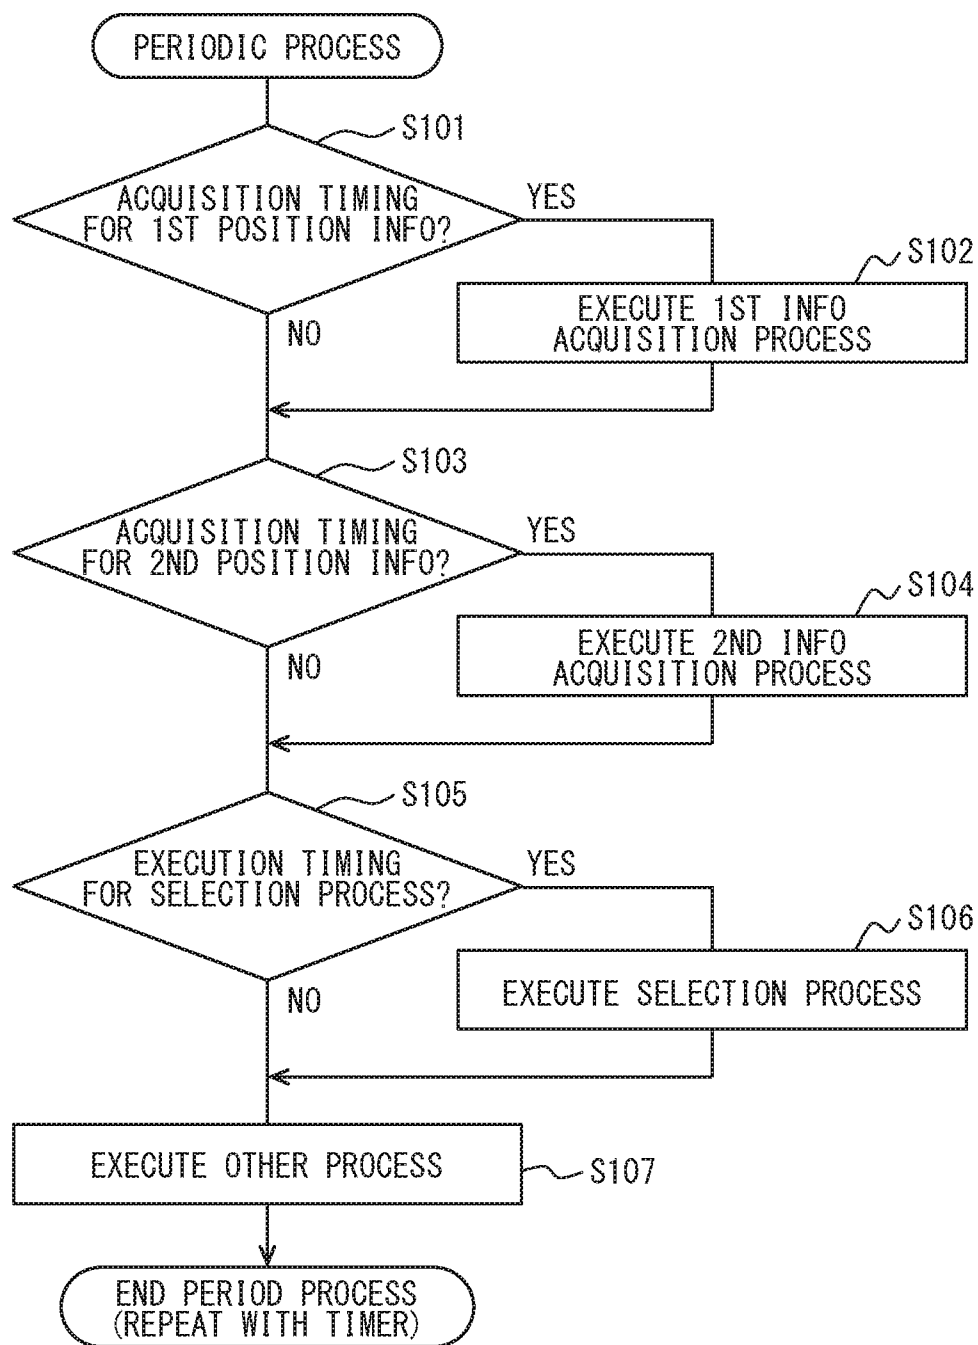 PERIODIC PROCESS
S101
ACQUISITION TIMING
FOR 1ST POSITION INFO?
YES
S102
EXECUTE 1ST INFO
ACQUISITION PROCESS
NO
S103
ACQUISITION TIMING
FOR 2ND POSITION INFO?
YES
S104
EXECUTE 2ND INFO
ACQUISITION PROCESS
NO
S105
EXECUTION TIMING
FOR SELECTION PROCESS?
YES
S106
EXECUTE SELECTION PROCESS
NO
EXECUTE OTHER PROCESS
S107
END PERIOD PROCESS
(REPEAT WITH TIMER)